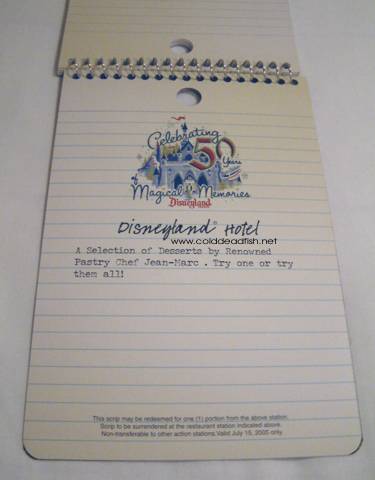 Celebrating
50 Years
of
Magical Memories
Disneyland
Disneyland® Hotel
www.colddeadfish.net
A Selection of Desserts by Renowned
Pastry Chef Jean-Marc . Try one or try
them all!
This scrip may be redeemed for one (1) portion from the above station.
Scrip to be surrendered at the restaurant station indicated above.
Non-transferable to other action stations.Valid July 15, 2005 only.